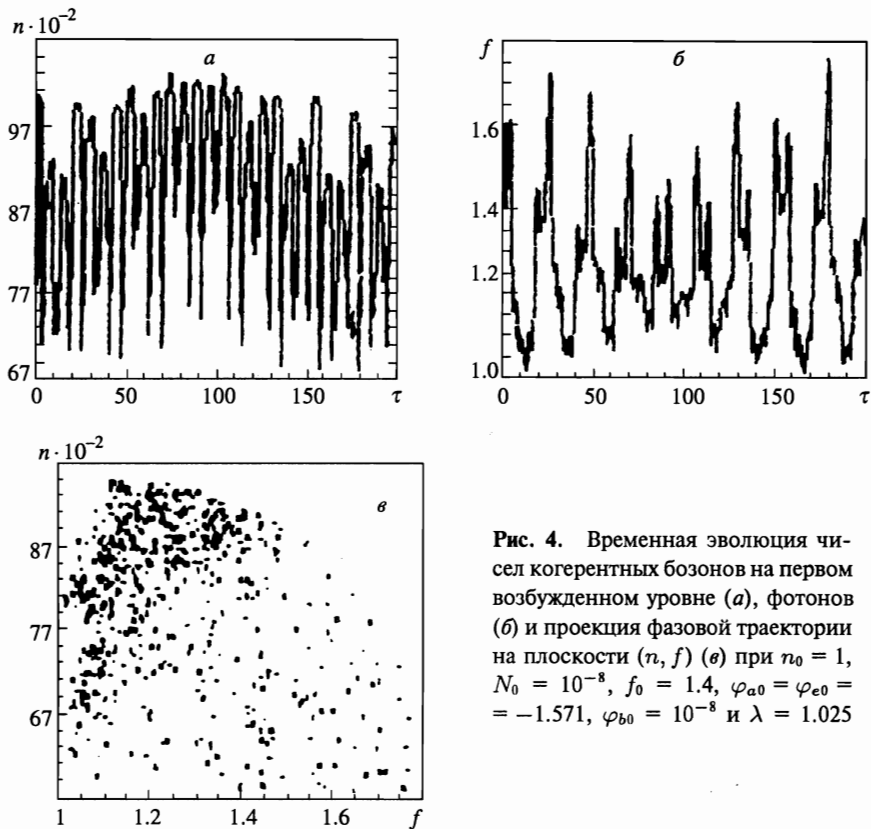 n · 10⁻²
а
97
87
77
67
0
50
100
150
τ
f
б
1.6
1.4
1.2
1.0
0
50
100
150
τ
n · 10⁻²
в
87
77
67
1
1.2
1.4
1.6
f
Рис. 4. Временная эволюция чи-
сел когерентных бозонов на первом
возбужденном уровне (а), фотонов
(б) и проекция фазовой траектории
на плоскости (n, f) (в) при n₀ = 1,
N₀ = 10⁻⁸, f₀ = 1.4, φₐ₀ = φₑ₀ =
= −1.571, φ_b0 = 10⁻⁸ и λ = 1.025